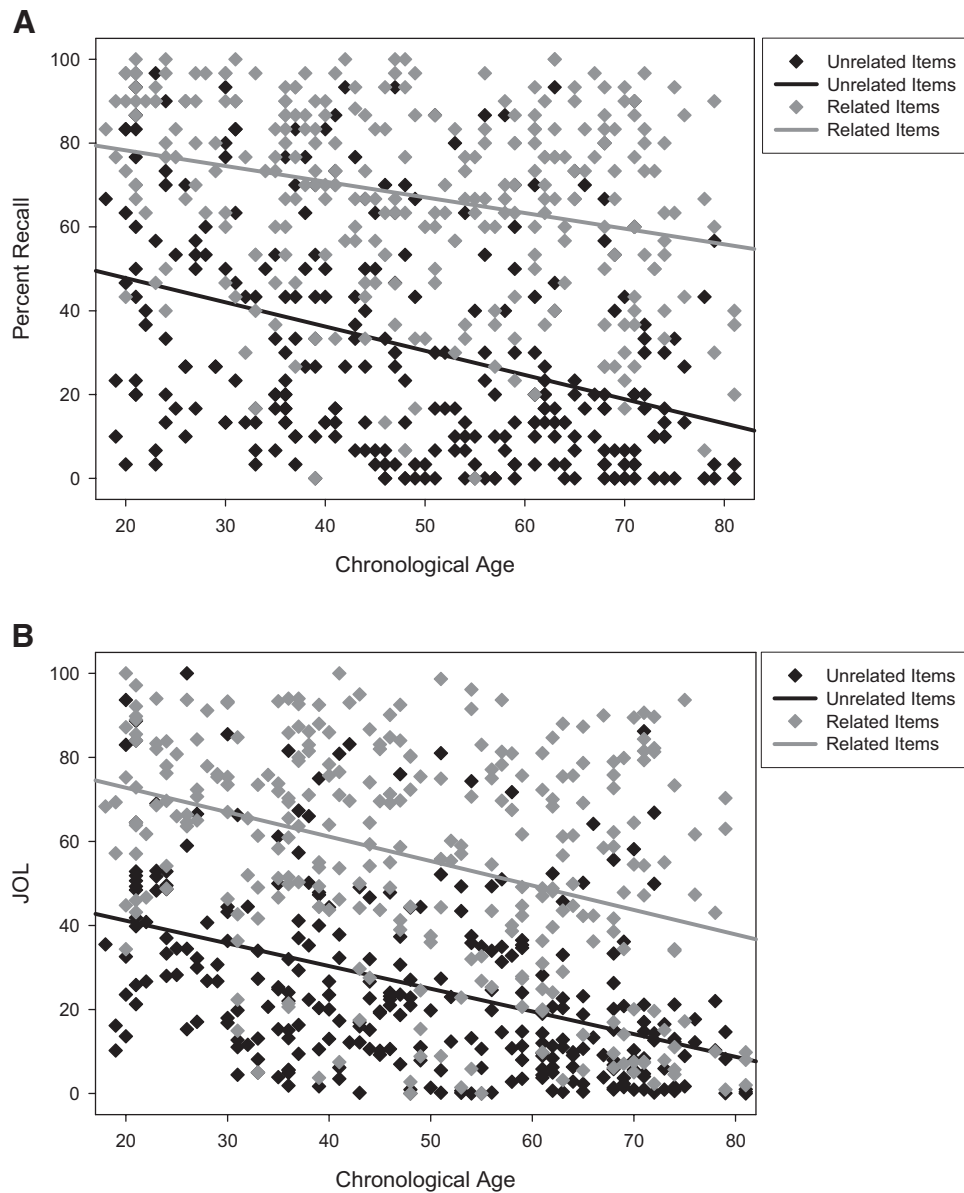 A
Percent Recall
100
80
60
40
20
0
20 30 40 50 60 70 80
Chronological Age
Unrelated Items
Unrelated Items
Related Items
Related Items
B
JOL
100
80
60
40
20
0
20 30 40 50 60 70 80
Chronological Age
Unrelated Items
Unrelated Items
Related Items
Related Items